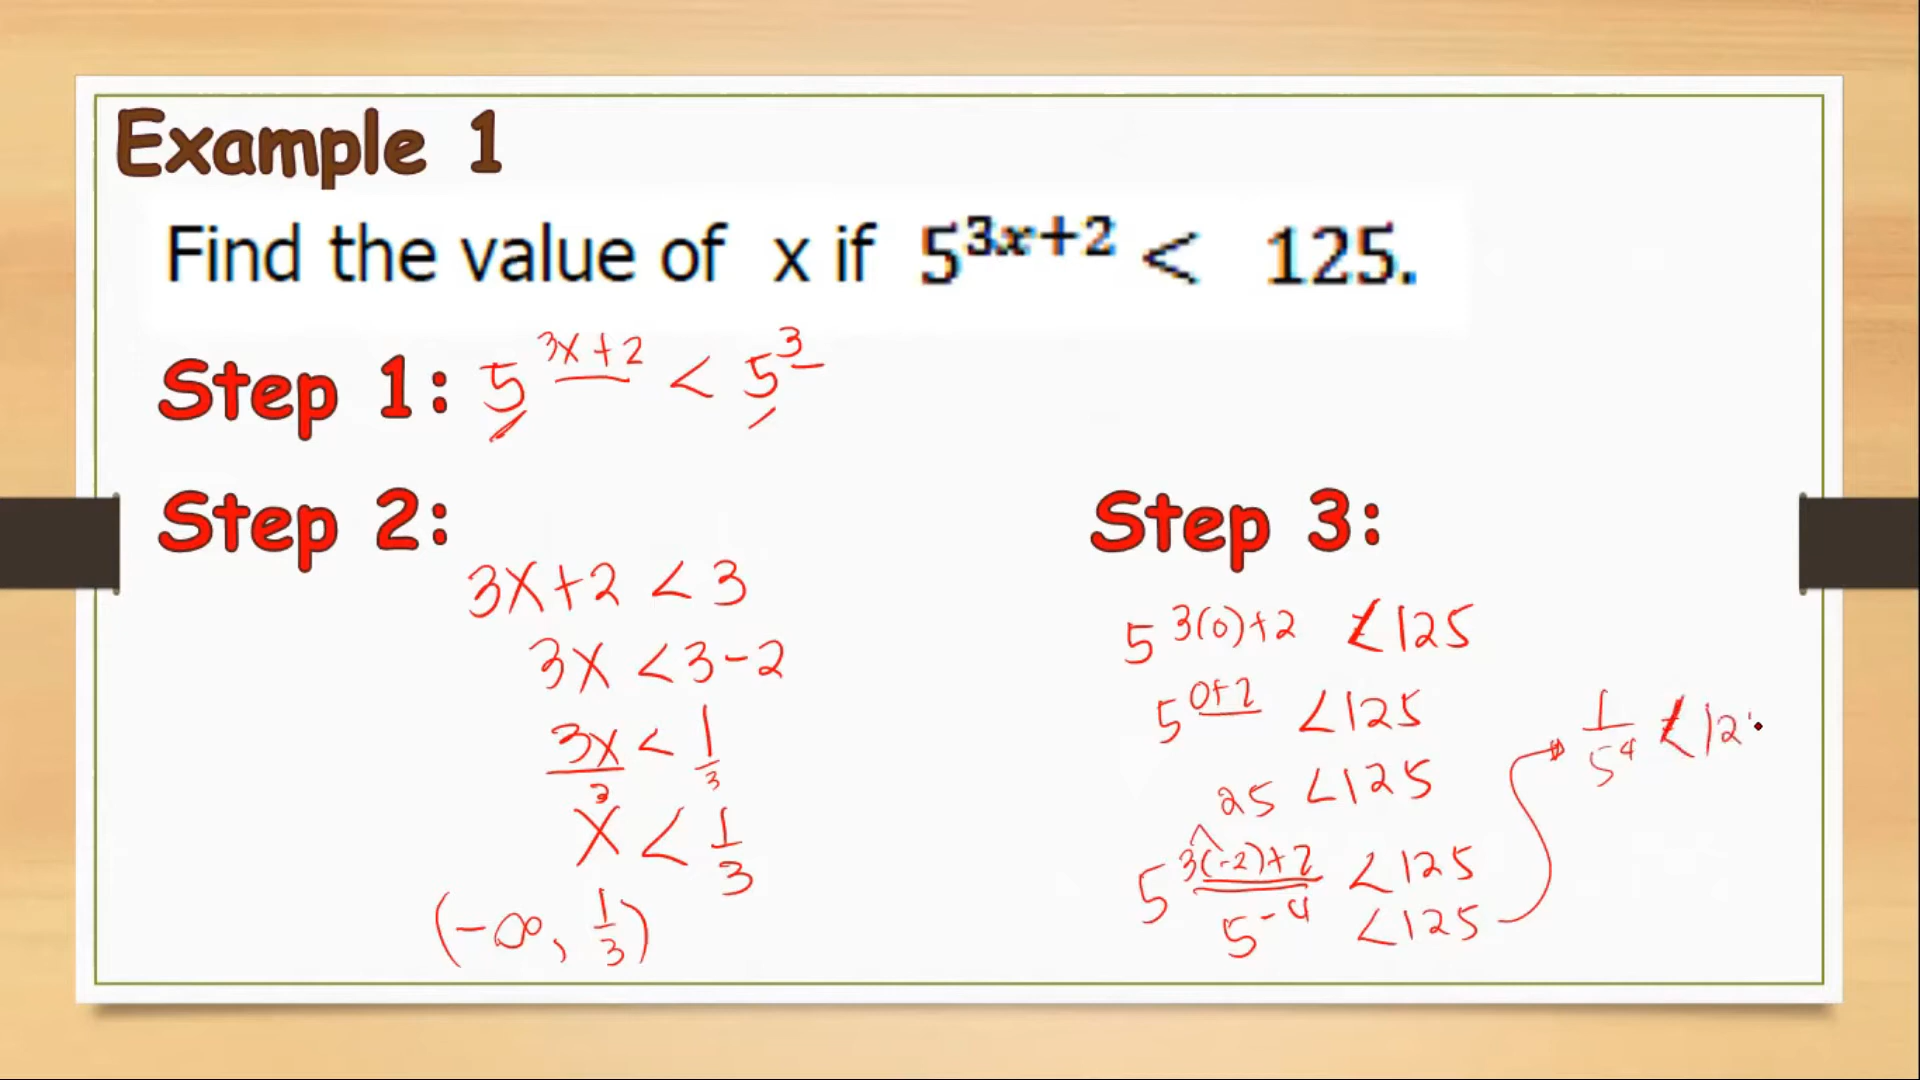 Example 1
Find the value of x if 5^{3x+2} < 125.
Step 1: 5^{3x+2} < 5^3
Step 2:
3x+2 < 3
3x < 3-2
3x/3 < 1/3
x < 1/3
(-∞, 1/3)
Step 3:
5^{3(0)+2} < 125
5^{0+2} < 125
25 < 125
5^{3(-2)+2} < 125
5^{-4} < 125
1/5^4 < 12